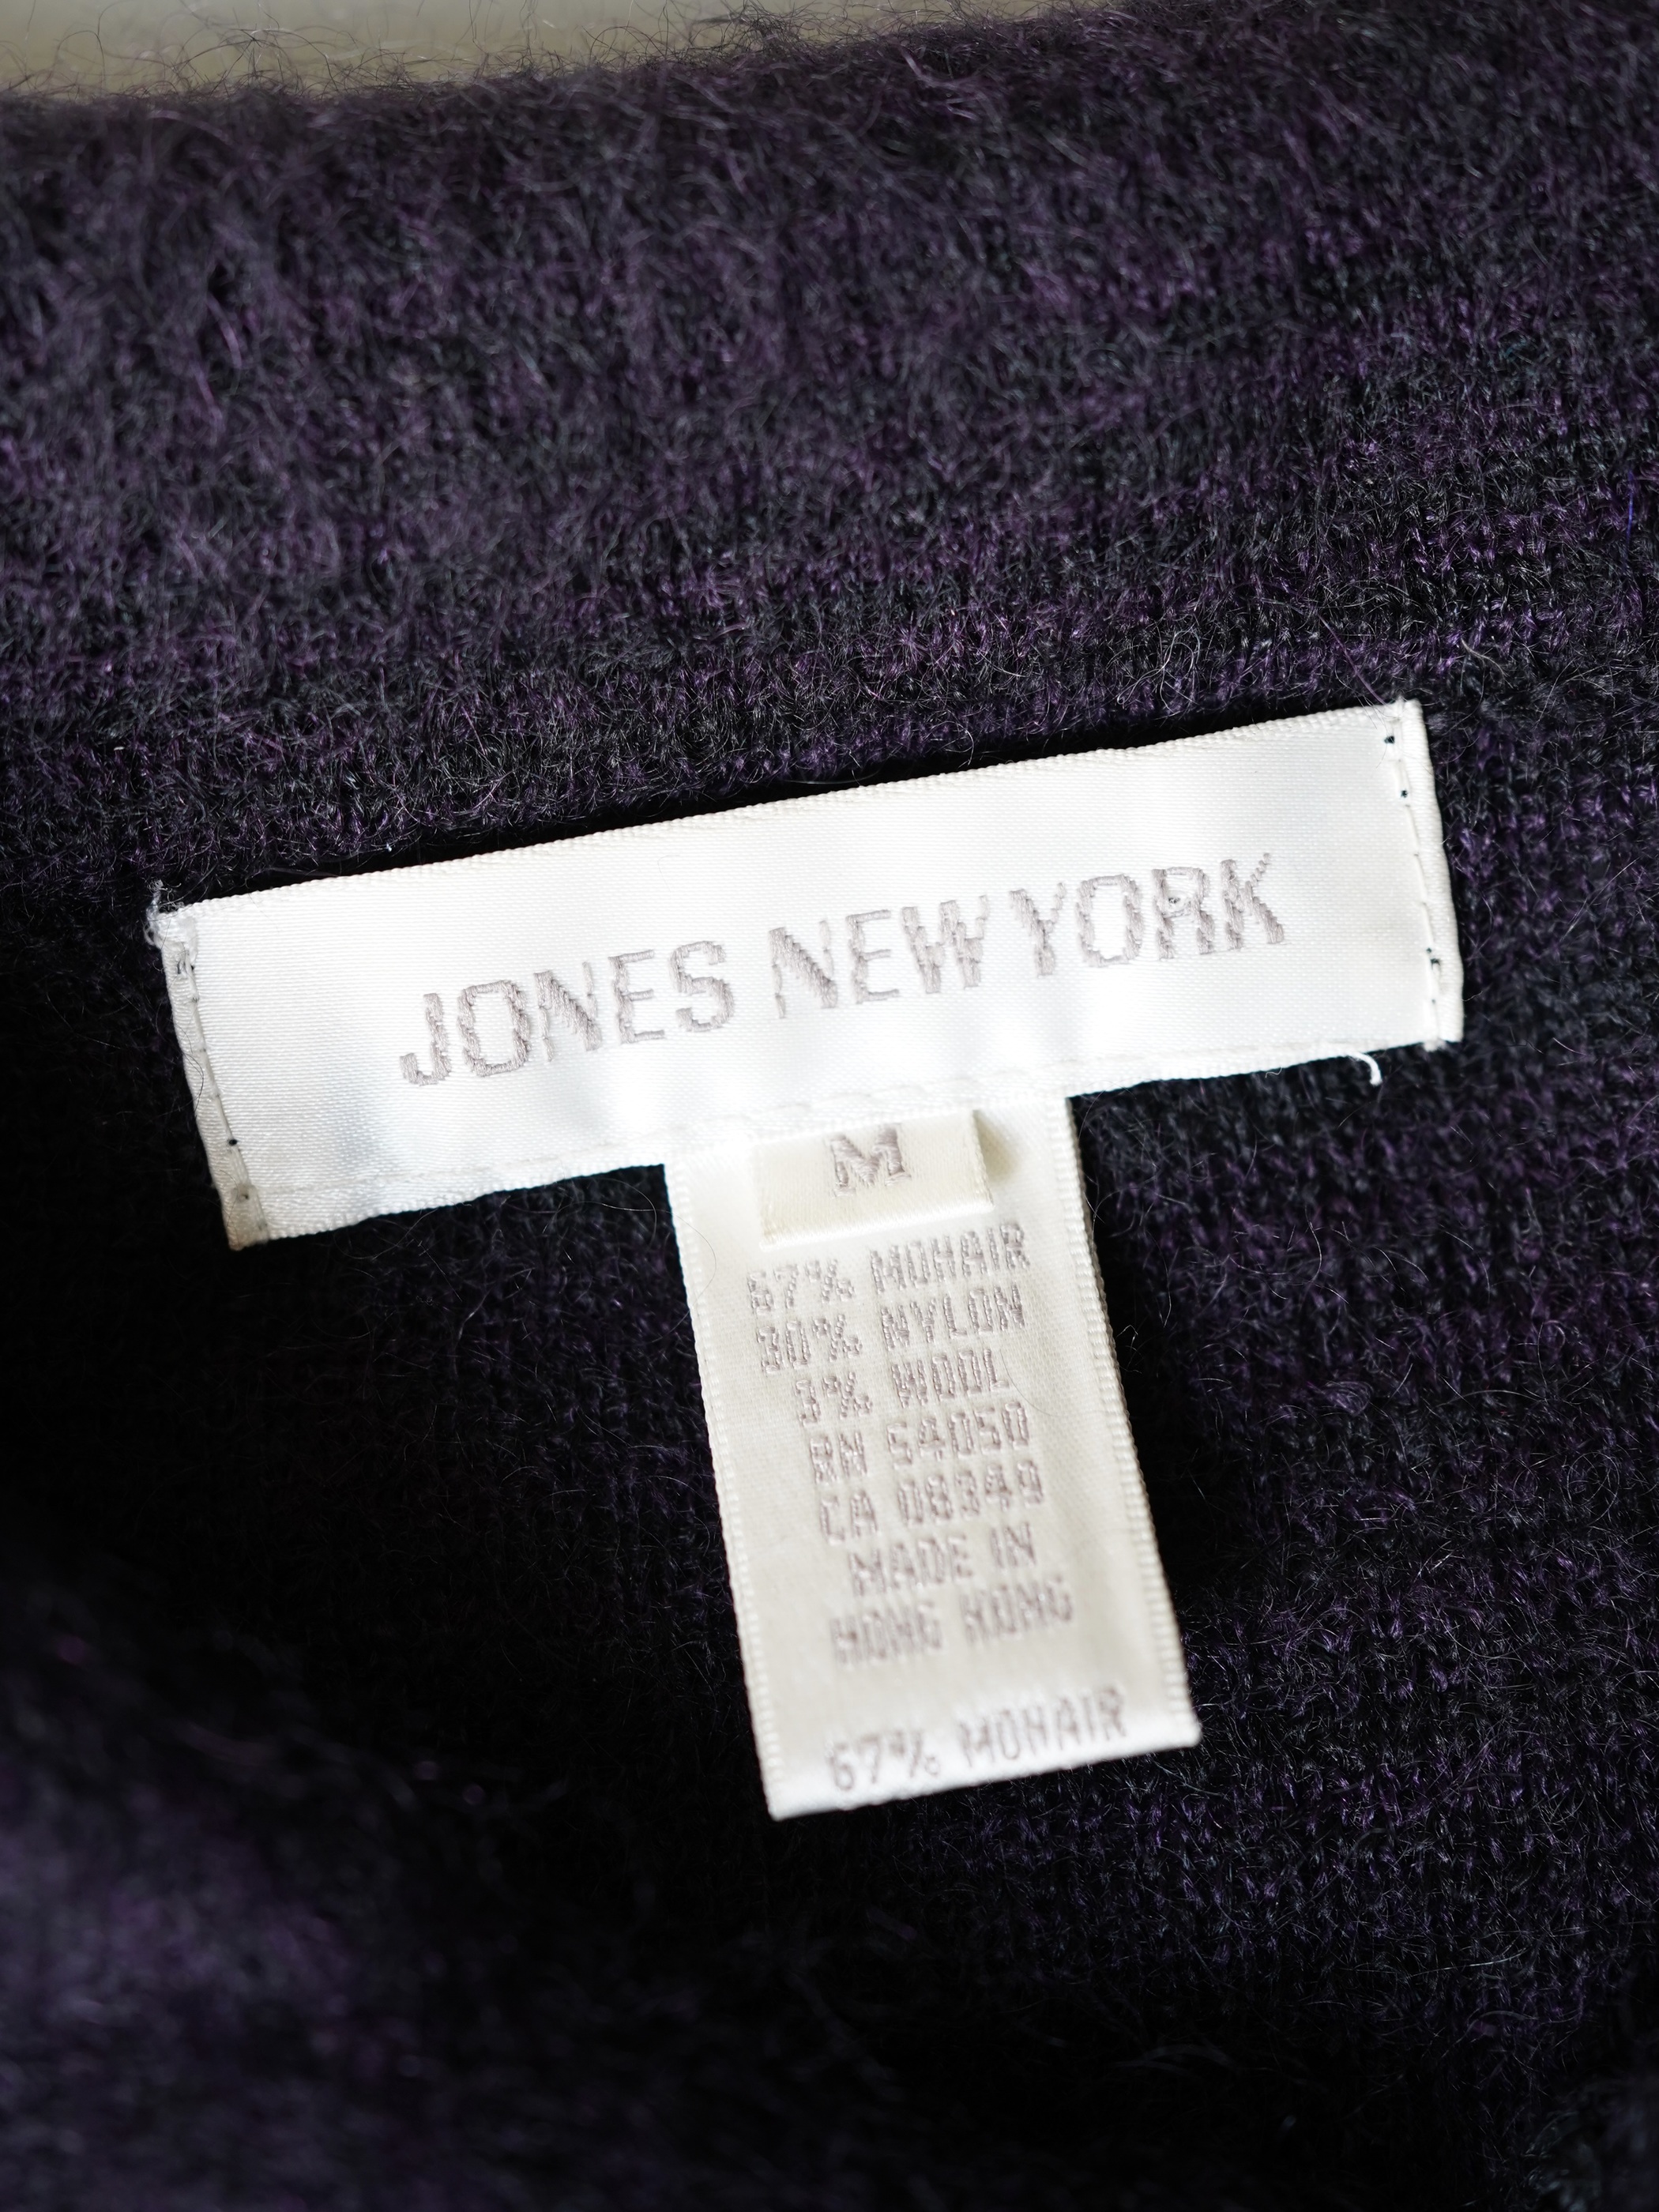 JONES NEW YORK
M
67% MOHAIR
30% NYLON
3% WOOL
RN 54050
CA 08349
MADE IN
HONG KONG
67% MOHAIR